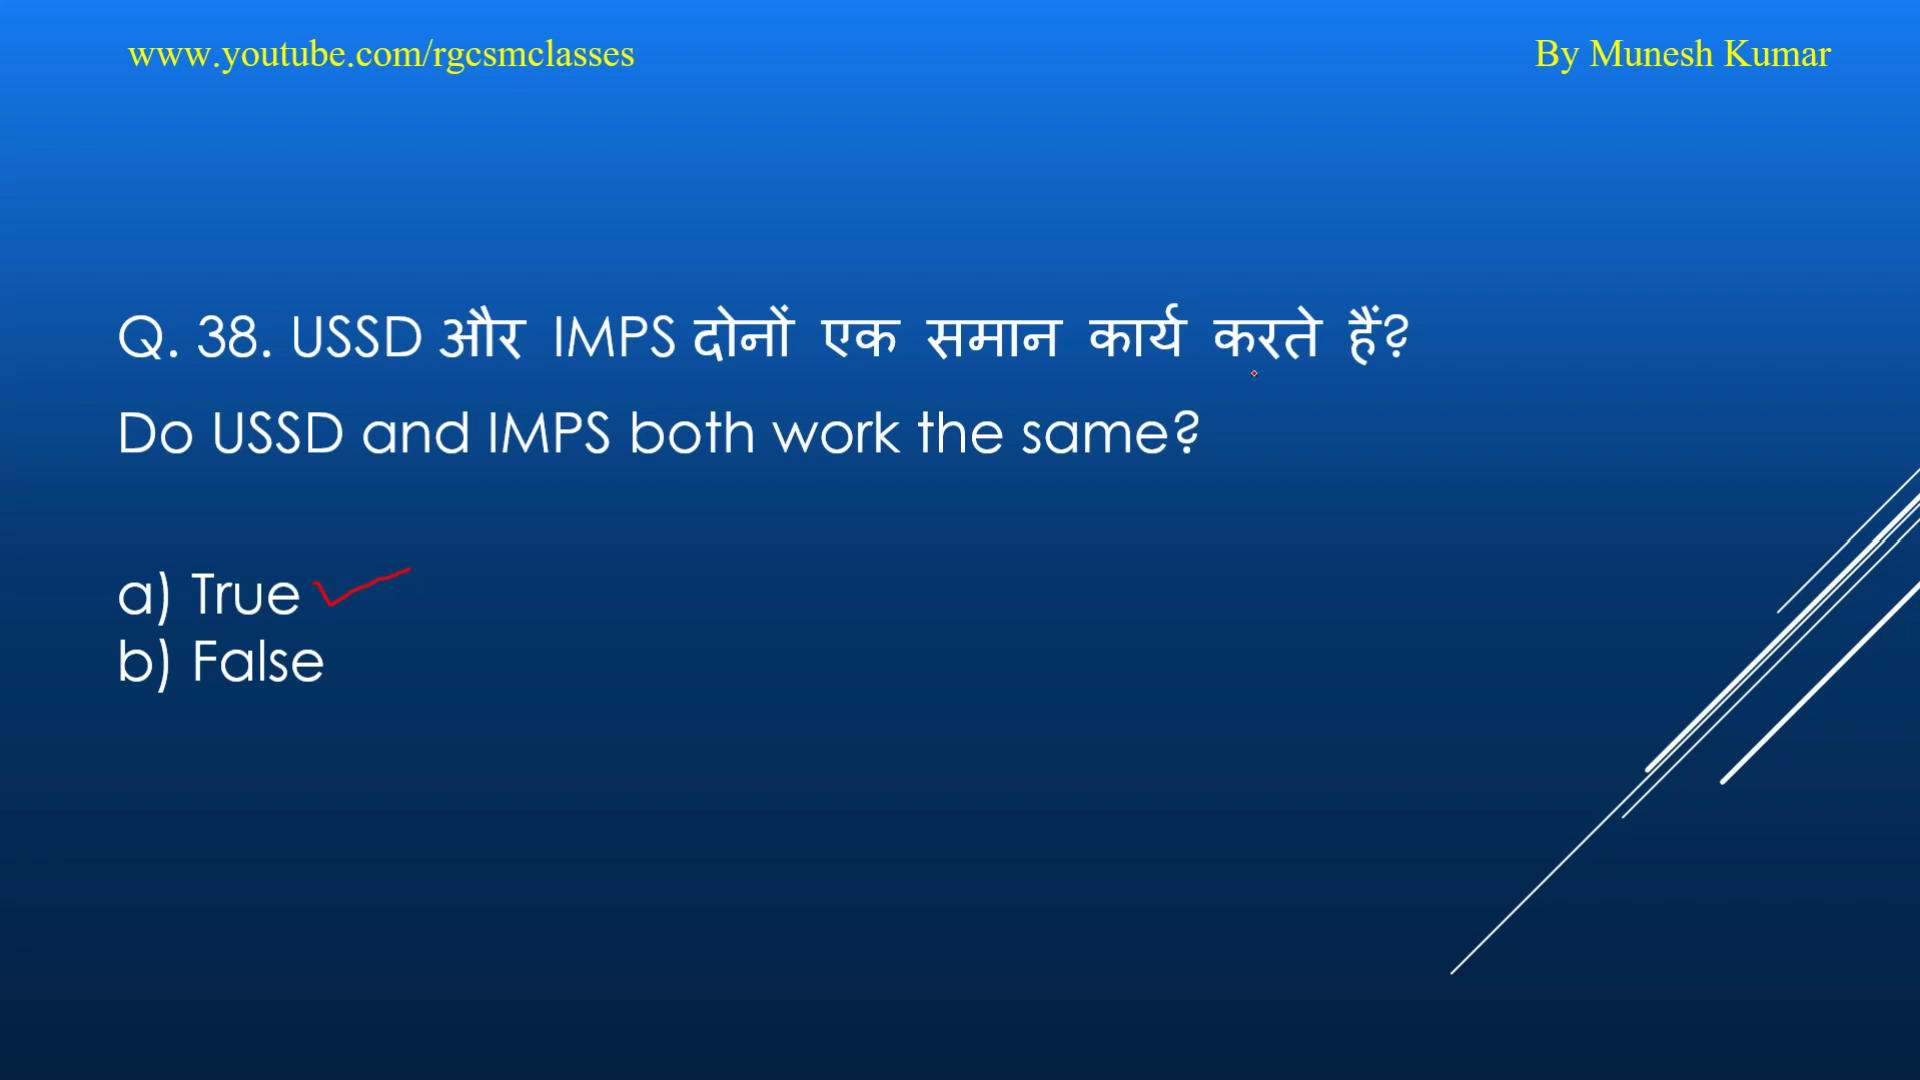 www.youtube.com/rgcsmclasses
By Munesh Kumar
Q. 38. USSD और IMPS दोनों एक समान कार्य करते हैं?
Do USSD and IMPS both work the same?
a) True
b) False